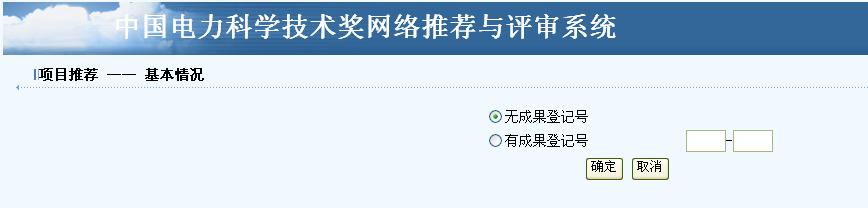 中国电力科学技术奖网络推荐与评审系统
项目推荐 —— 基本情况
无成果登记号
有成果登记号 -
确定 取消